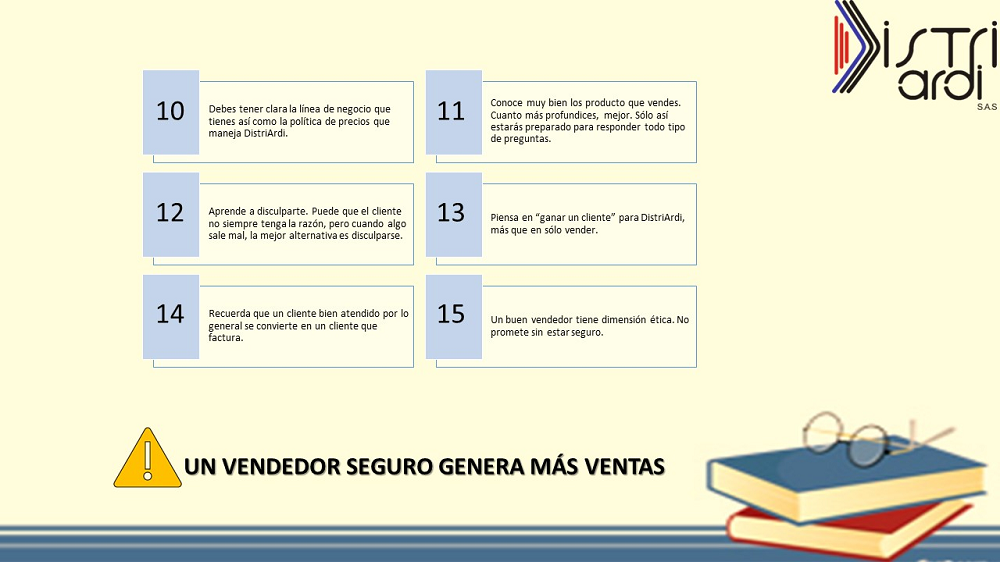 Distri
ardi
S.A.S
10
Debes tener clara la línea de negocio que
tienes así como la política de precios que
maneja DistriArdi.
11
Conoce muy bien los producto que vendes.
Cuanto más profundices, mejor. Sólo así
estarás preparado para responder todo tipo
de preguntas.
12
Aprende a disculparte. Puede que el cliente
no siempre tenga la razón, pero cuando algo
sale mal, la mejor alternativa es disculparse.
13
Piensa en “ganar un cliente” para DistriArdi,
más que en sólo vender.
14
Recuerda que un cliente bien atendido por lo
general se convierte en un cliente que
factura.
15
Un buen vendedor tiene dimensión ética. No
promete sin estar seguro.
UN VENDEDOR SEGURO GENERA MÁS VENTAS